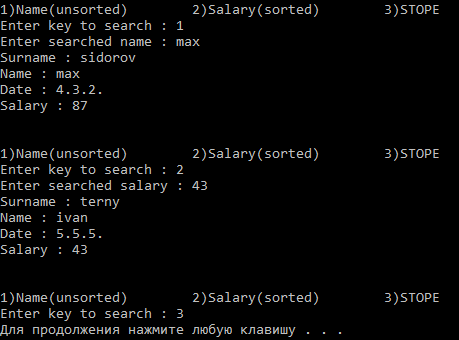 1)Name(unsorted) 2)Salary(sorted) 3)STOPE
Enter key to search : 1
Enter searched name : max
Surname : sidorov
Name : max
Date : 4.3.2.
Salary : 87
1)Name(unsorted) 2)Salary(sorted) 3)STOPE
Enter key to search : 2
Enter searched salary : 43
Surname : terny
Name : ivan
Date : 5.5.5.
Salary : 43
1)Name(unsorted) 2)Salary(sorted) 3)STOPE
Enter key to search : 3
Для продолжения нажмите любую клавишу . . .